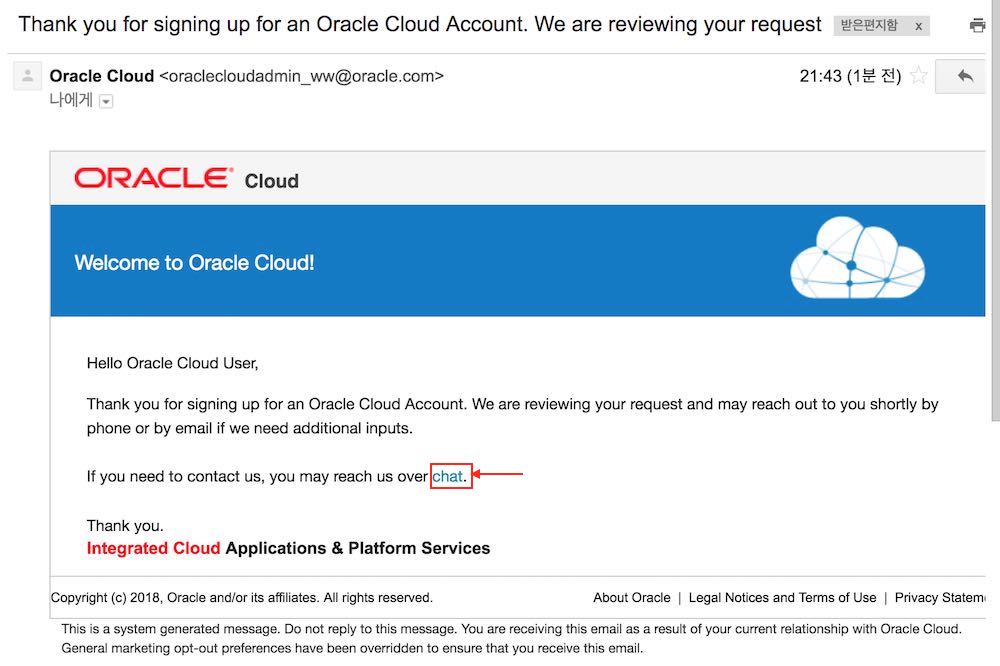 Thank you for signing up for an Oracle Cloud Account. We are reviewing your request 받은편지함 x
Oracle Cloud <oraclecloudadmin_ww@oracle.com> 21:43 (1분 전)
나에게
ORACLE® Cloud
Welcome to Oracle Cloud!
Hello Oracle Cloud User,
Thank you for signing up for an Oracle Cloud Account. We are reviewing your request and may reach out to you shortly by
phone or by email if we need additional inputs.
If you need to contact us, you may reach us over chat.
Thank you.
Integrated Cloud Applications & Platform Services
Copyright (c) 2018, Oracle and/or its affiliates. All rights reserved. About Oracle | Legal Notices and Terms of Use | Privacy Statem
This is a system generated message. Do not reply to this message. You are receiving this email as a result of your current relationship with Oracle Cloud.
General marketing opt-out preferences have been overridden to ensure that you receive this email.